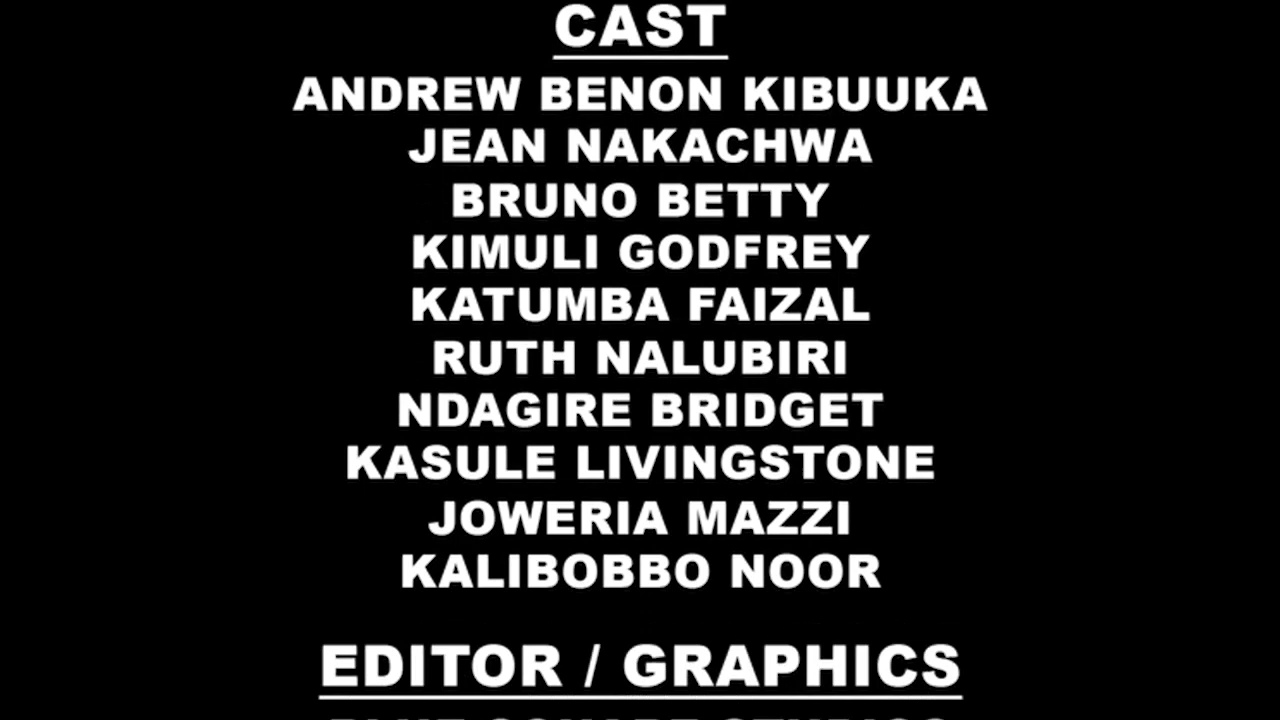 CAST
ANDREW BENON KIBUUKA
JEAN NAKACHWA
BRUNO BETTY
KIMULI GODFREY
KATUMBA FAIZAL
RUTH NALUBIRI
NDAGIRE BRIDGET
KASULE LIVINGSTONE
JOWERIA MAZZI
KALIBOBBO NOOR
EDITOR / GRAPHICS